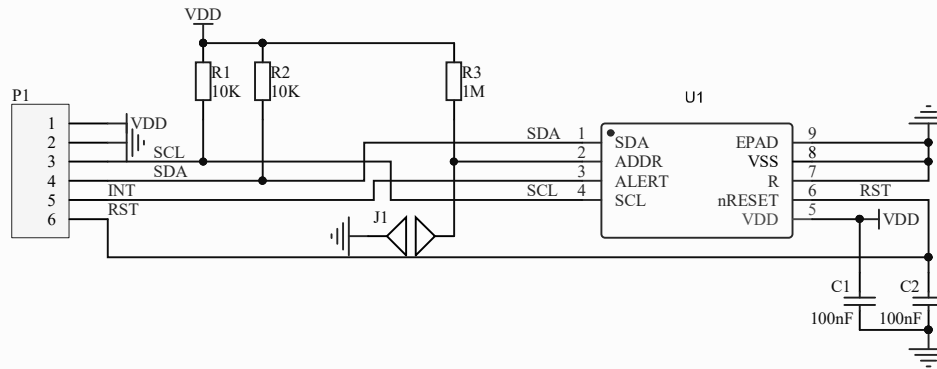 VDD
R1
10K
R2
10K
R3
1M
P1
1
VDD
2
3
SCL
4
SDA
5
INT
6
RST
J1
U1
SDA 1 SDA
2 ADDR
3 ALERT
SCL 4 SCL
EPAD 9
VSS 8
R 7
nRESET 6 RST
VDD 5 VDD
C1
100nF
C2
100nF